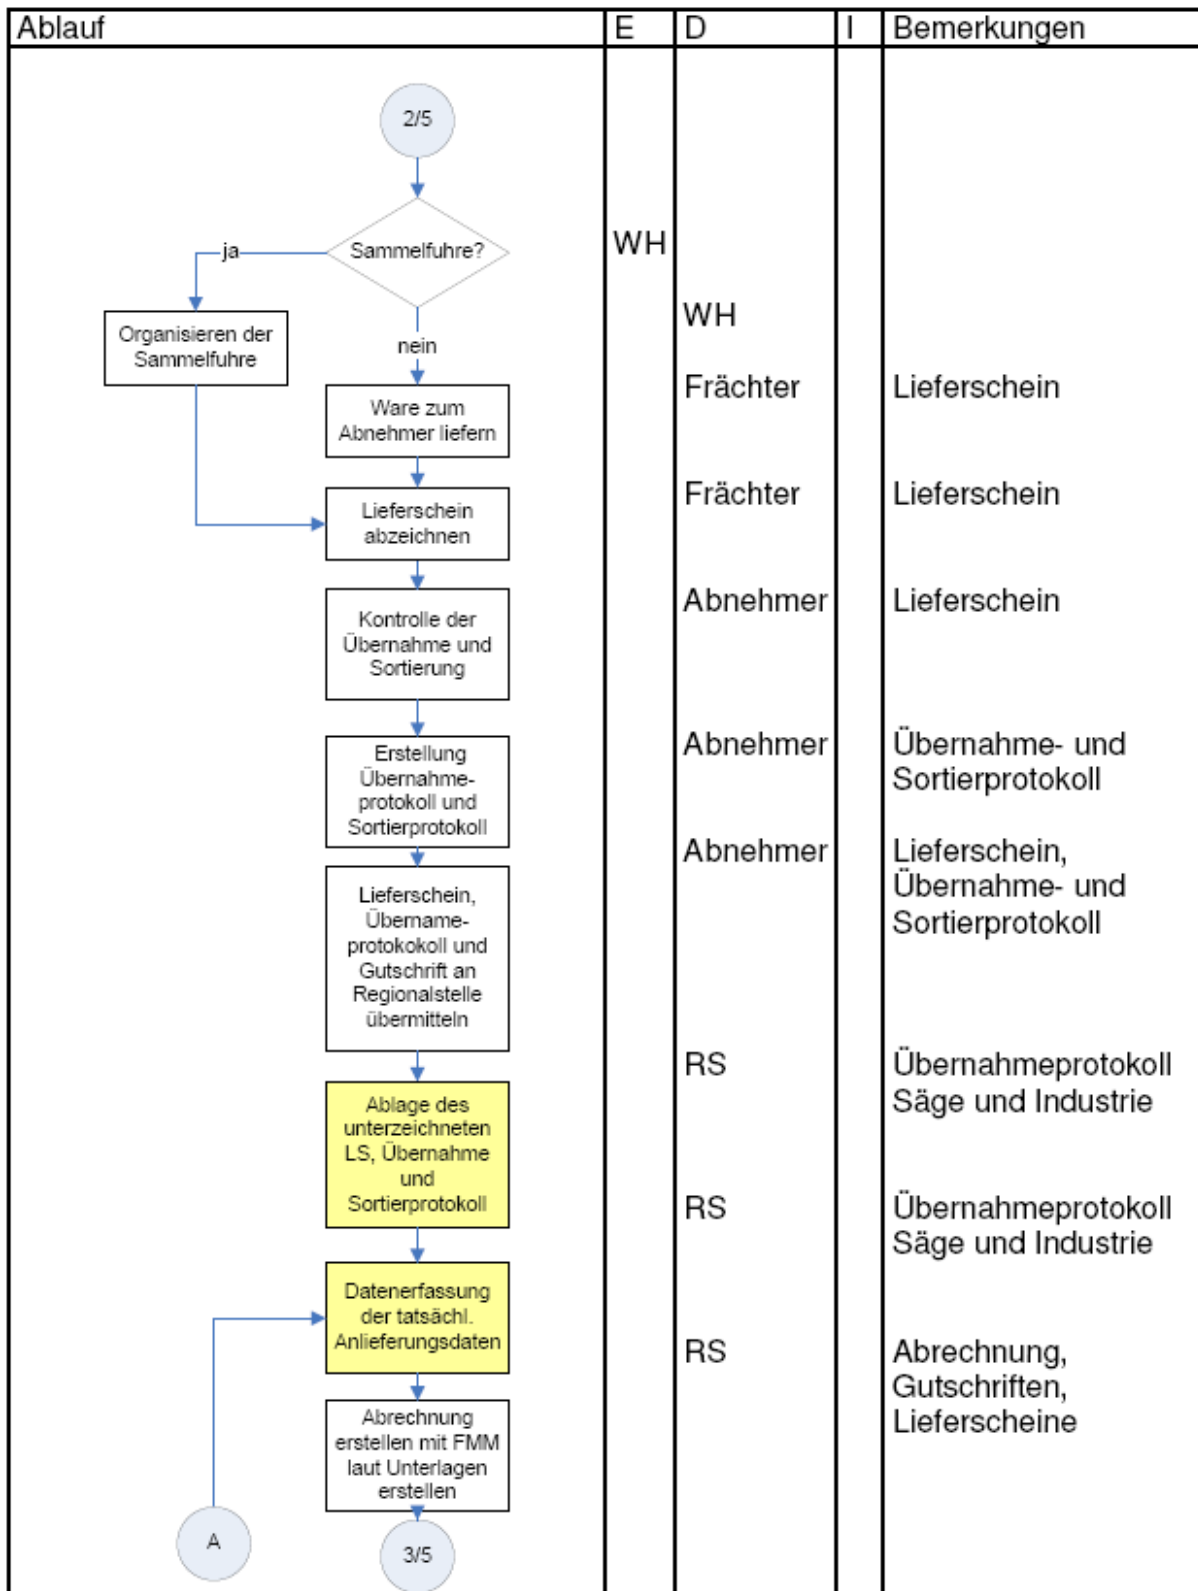 Ablauf E D I Bemerkungen
2/5
Sammelfuhre?
WH
ja
Organisieren der
Sammelfuhre
WH
nein
Ware zum
Abnehmer liefern
Frächter
Lieferschein
Lieferschein
abzeichnen
Frächter
Lieferschein
Kontrolle der
Übernahme und
Sortierung
Abnehmer
Lieferschein
Erstellung
Übernahme-
protokoll und
Sortierprotokoll
Abnehmer
Übernahme- und
Sortierprotokoll
Lieferschein,
Übername-
protokokoll und
Gutschrift an
Regionalstelle
übermitteln
Abnehmer
Lieferschein,
Übernahme- und
Sortierprotokoll
Ablage des
unterzeichneten
LS, Übernahme
und
Sortierprotokoll
RS
Übernahmeprotokoll
Säge und Industrie
Datenerfassung
der tatsächl.
Anlieferungsdaten
RS
Übernahmeprotokoll
Säge und Industrie
Abrechnung
erstellen mit FMM
laut Unterlagen
erstellen
RS
Abrechnung,
Gutschriften,
Lieferscheine
A
3/5